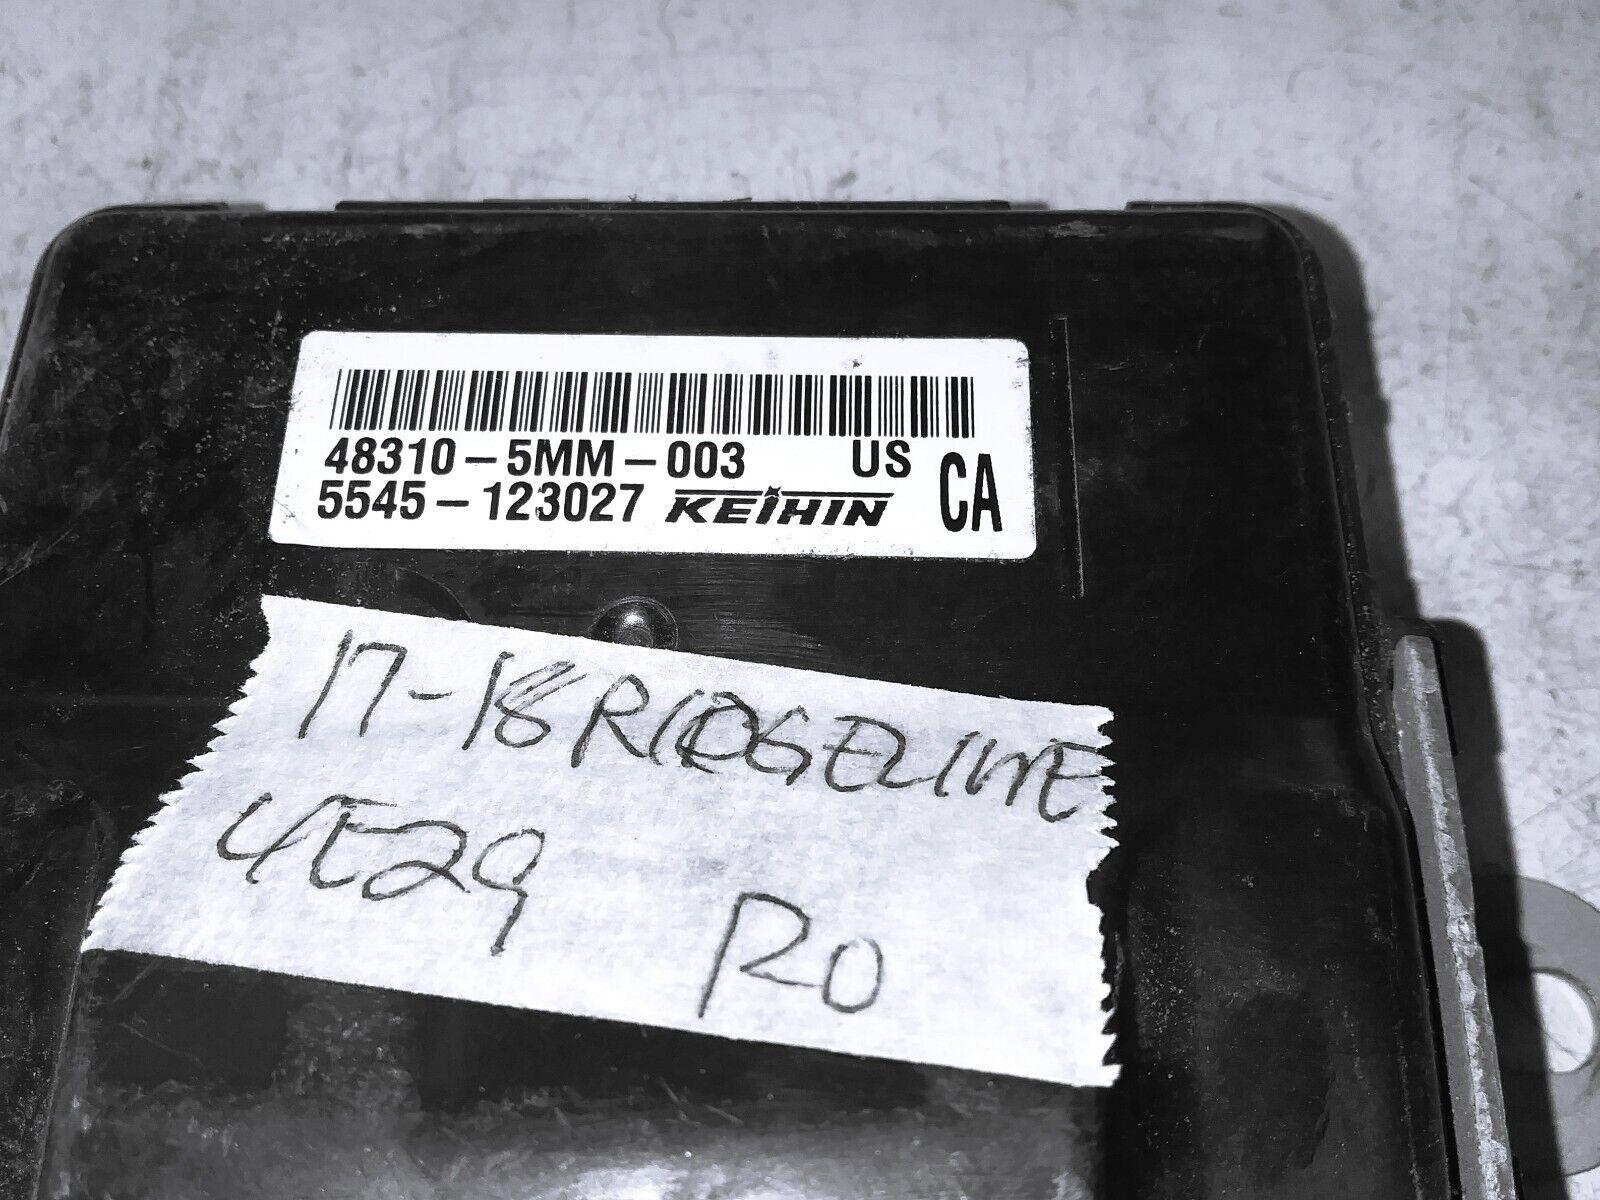 48310-5MM-003 US
5545-123027 KEIHIN CA
17-18 RIDGELINE
4E29
RO